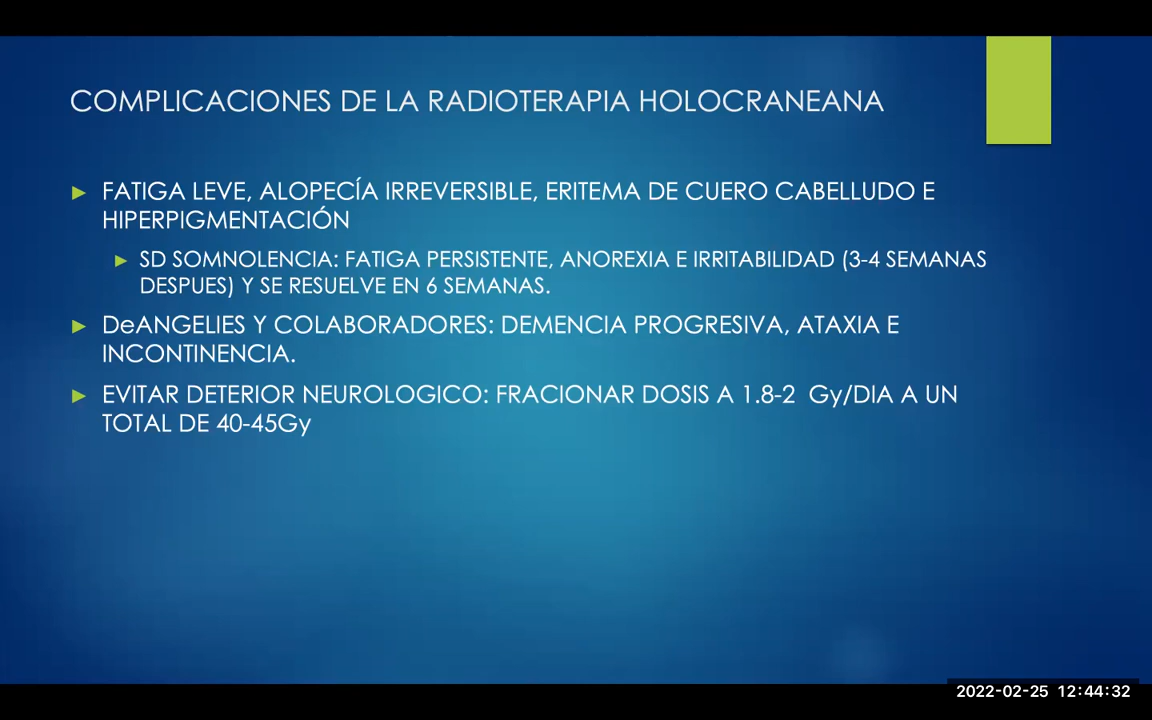 COMPLICACIONES DE LA RADIOTERAPIA HOLOCRANEANA
FATIGA LEVE, ALOPECÍA IRREVERSIBLE, ERITEMA DE CUERO CABELLUDO E
HIPERPIGMENTACIÓN
SD SOMNOLENCIA: FATIGA PERSISTENTE, ANOREXIA E IRRITABILIDAD (3-4 SEMANAS
DESPUES) Y SE RESUELVE EN 6 SEMANAS.
DeANGELIES Y COLABORADORES: DEMENCIA PROGRESIVA, ATAXIA E
INCONTINENCIA.
EVITAR DETERIOR NEUROLOGICO: FRACIONAR DOSIS A 1.8-2 Gy/DIA A UN
TOTAL DE 40-45Gy
2022-02-25 12:44:32